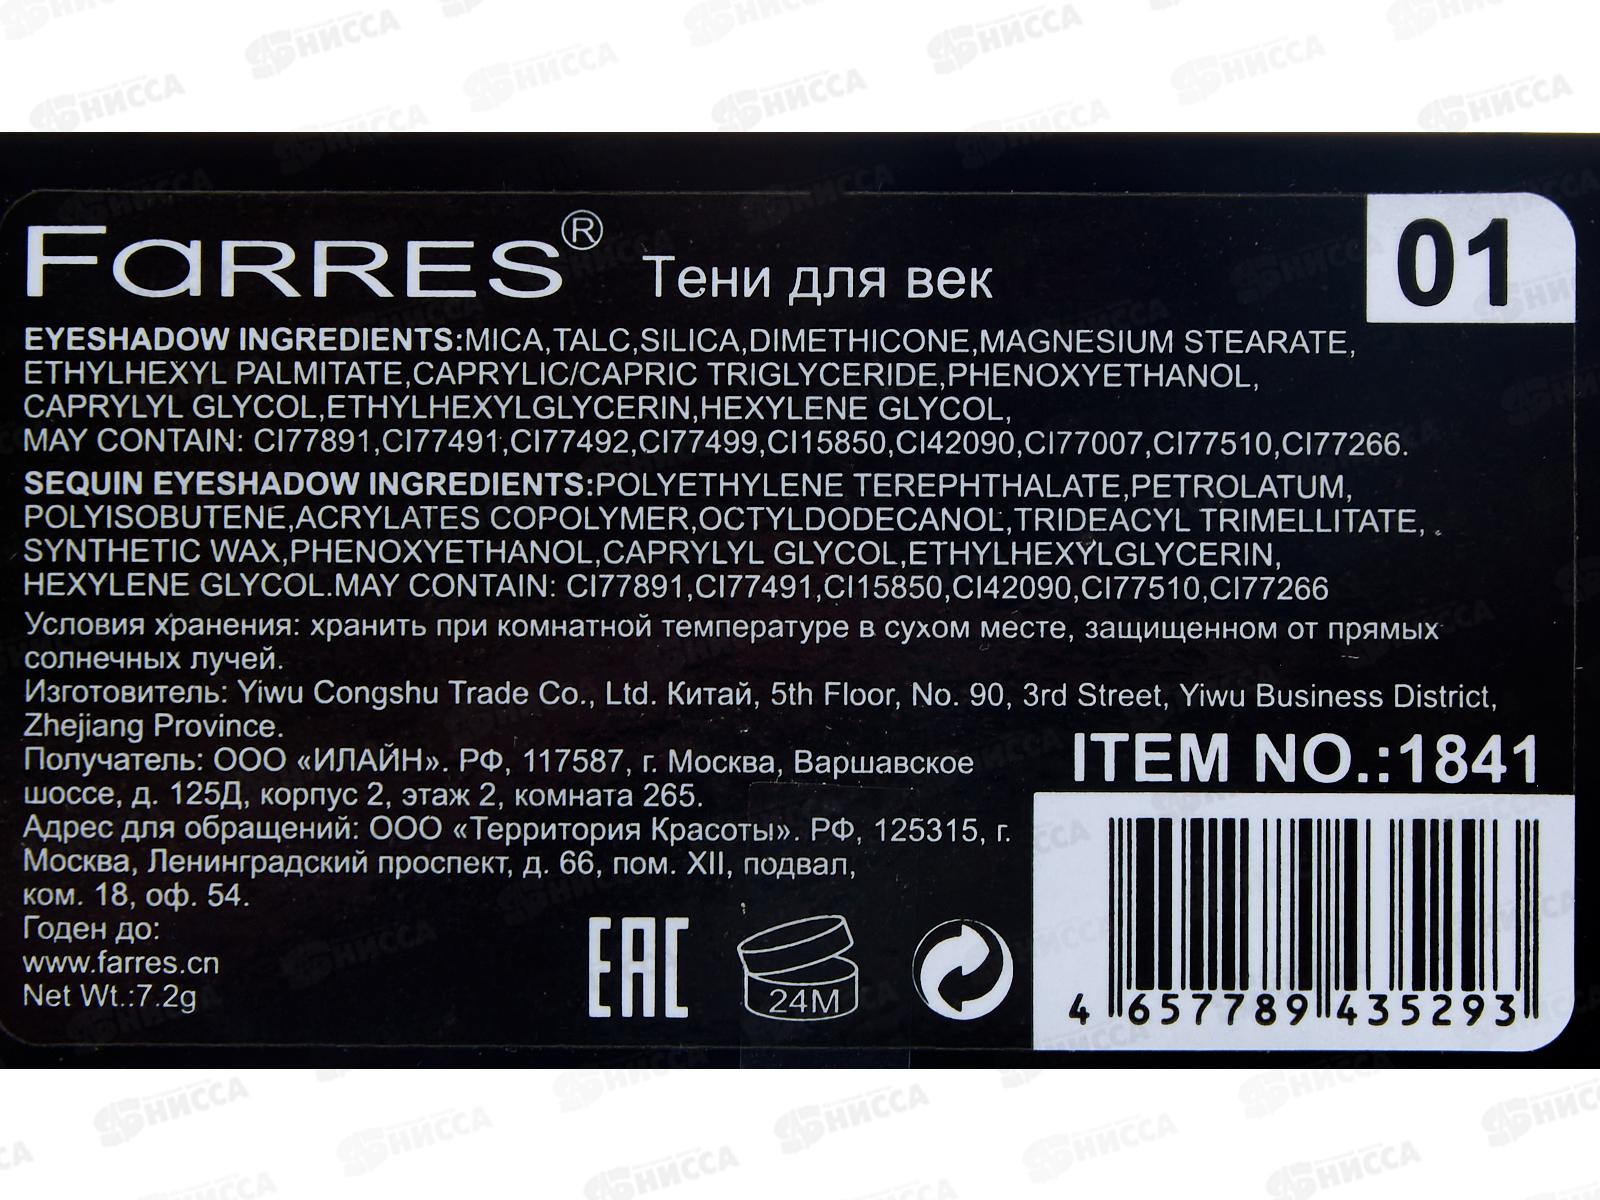 FARRES® Тени для век
01
EYESHADOW INGREDIENTS:MICA,TALC,SILICA,DIMETHICONE,MAGNESIUM STEARATE,
ETHYLHEXYL PALMITATE,CAPRYLIC/CAPRIC TRIGLYCERIDE,PHENOXYETHANOL,
CAPRYLYL GLYCOL,ETHYLHEXYLGLYCERIN,HEXYLENE GLYCOL,
MAY CONTAIN: CI77891,CI77491,CI77492,CI77499,CI15850,CI42090,CI77007,CI77510,CI77266.
SEQUIN EYESHADOW INGREDIENTS:POLYETHYLENE TEREPHTHALATE,PETROLATUM,
POLYISOBUTENE,ACRYLATES COPOLYMER,OCTYLDODECANOL,TRIDEACYL TRIMELLITATE,
SYNTHETIC WAX,PHENOXYETHANOL,CAPRYLYL GLYCOL,ETHYLHEXYLGLYCERIN,
HEXYLENE GLYCOL.MAY CONTAIN: CI77891,CI77491,CI15850,CI42090,CI77510,CI77266
Условия хранения: хранить при комнатной температуре в сухом месте, защищенном от прямых
солнечных лучей.
Изготовитель: Yiwu Congshu Trade Co., Ltd. Китай, 5th Floor, No. 90, 3rd Street, Yiwu Business District,
Zhejiang Province.
Получатель: ООО «ИЛАЙН». РФ, 117587, г. Москва, Варшавское
шоссе, д. 125Д, корпус 2, этаж 2, комната 265.
Адрес для обращений: ООО «Территория Красоты». РФ, 125315, г.
Москва, Ленинградский проспект, д. 66, пом. XII, подвал,
ком. 18, оф. 54.
Годен до:
www.farres.cn
Net Wt.:7.2g
EAC
24M
ITEM NO.:1841
4 657789 435293